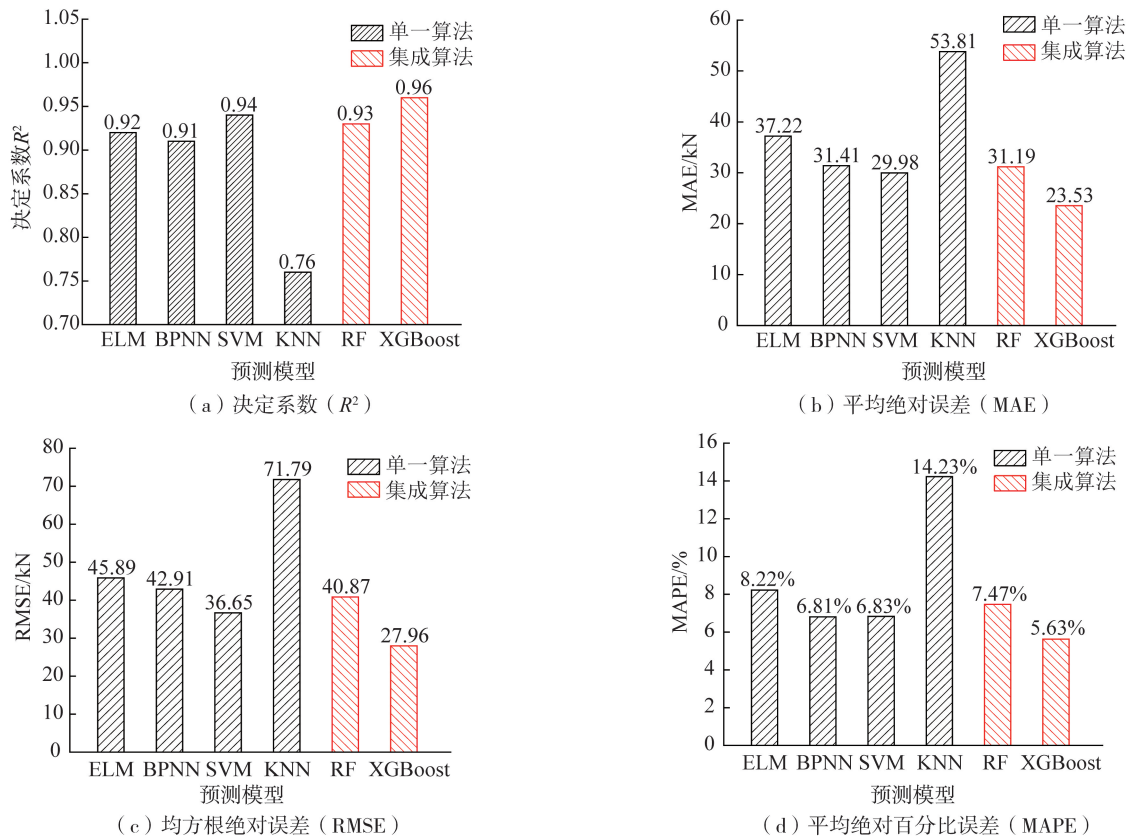 1.05
1.00
0.95
0.90
0.85
0.80
0.75
0.70
决定系数R²
单一算法
集成算法
0.92
0.91
0.94
0.76
0.93
0.96
ELM BPNN SVM KNN RF XGBoost
预测模型
（a）决定系数（R²）
60
50
40
30
20
10
0
MAE/kN
单一算法
集成算法
37.22
31.41
29.98
53.81
31.19
23.53
ELM BPNN SVM KNN RF XGBoost
预测模型
（b）平均绝对误差（MAE）
80
70
60
50
40
30
20
10
0
RMSE/kN
单一算法
集成算法
45.89
42.91
36.65
71.79
40.87
27.96
ELM BPNN SVM KNN RF XGBoost
预测模型
（c）均方根绝对误差（RMSE）
16
14
12
10
8
6
4
2
0
MAPE/%
单一算法
集成算法
8.22%
6.81%
6.83%
14.23%
7.47%
5.63%
ELM BPNN SVM KNN RF XGBoost
预测模型
（d）平均绝对百分比误差（MAPE）